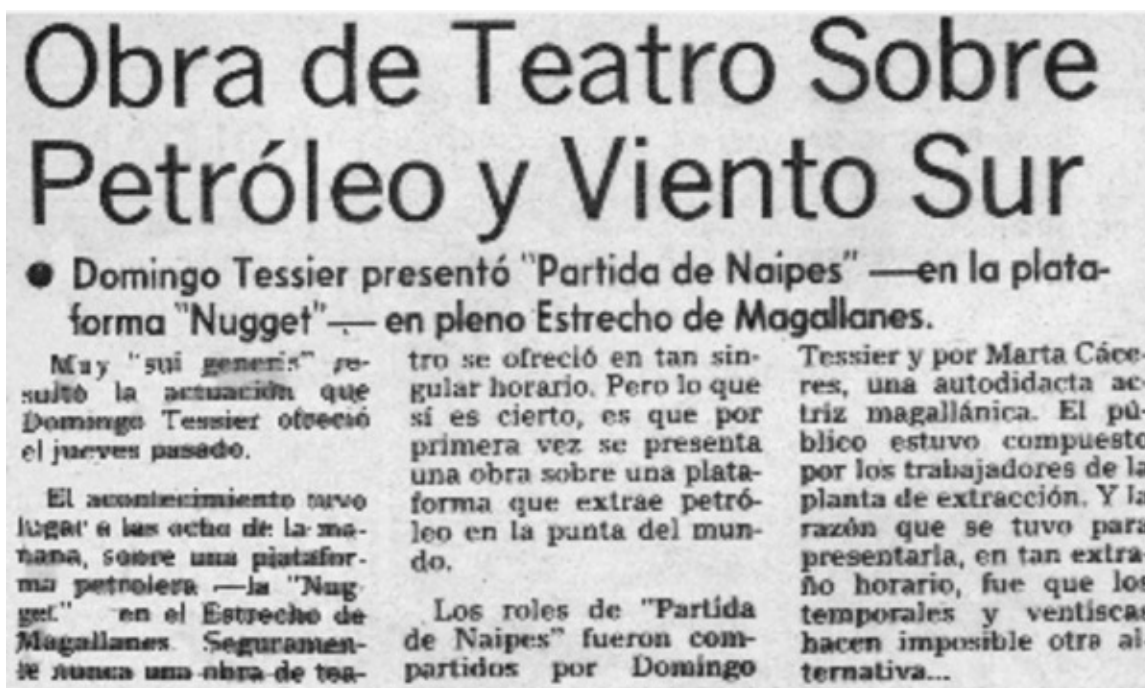 Obra de Teatro Sobre
Petróleo y Viento Sur
● Domingo Tessier presentó "Partida de Naipes" —en la plata-
forma "Nugget"— en pleno Estrecho de Magallanes.
Muy "sui generis" re-
sultó la actuación que
Domingo Tessier ofreció
el jueves pasado.
El acontecimiento tuvo
lugar a las ocho de la ma-
ñana, sobre una platafor-
ma petrolera —la "Nug-
get" en el Estrecho de
Magallanes. Seguramen-
te nunca una obra de tea-
tro se ofreció en tan sin-
gular horario. Pero lo que
sí es cierto, es que por
primera vez se presenta
una obra sobre una plata-
forma que extrae petró-
leo en la punta del mun-
do.
Los roles de "Partida
de Naipes" fueron com-
partidos por Domingo
Tessier y por Marta Cáce-
res, una autodidacta ac-
triz magallánica. El pú-
blico estuvo compuesto
por los trabajadores de la
planta de extracción. Y la
razón que se tuvo para
presentarla, en tan extra-
ño horario, fue que los
temporales y ventiscas
hacen imposible otra al-
ternativa...